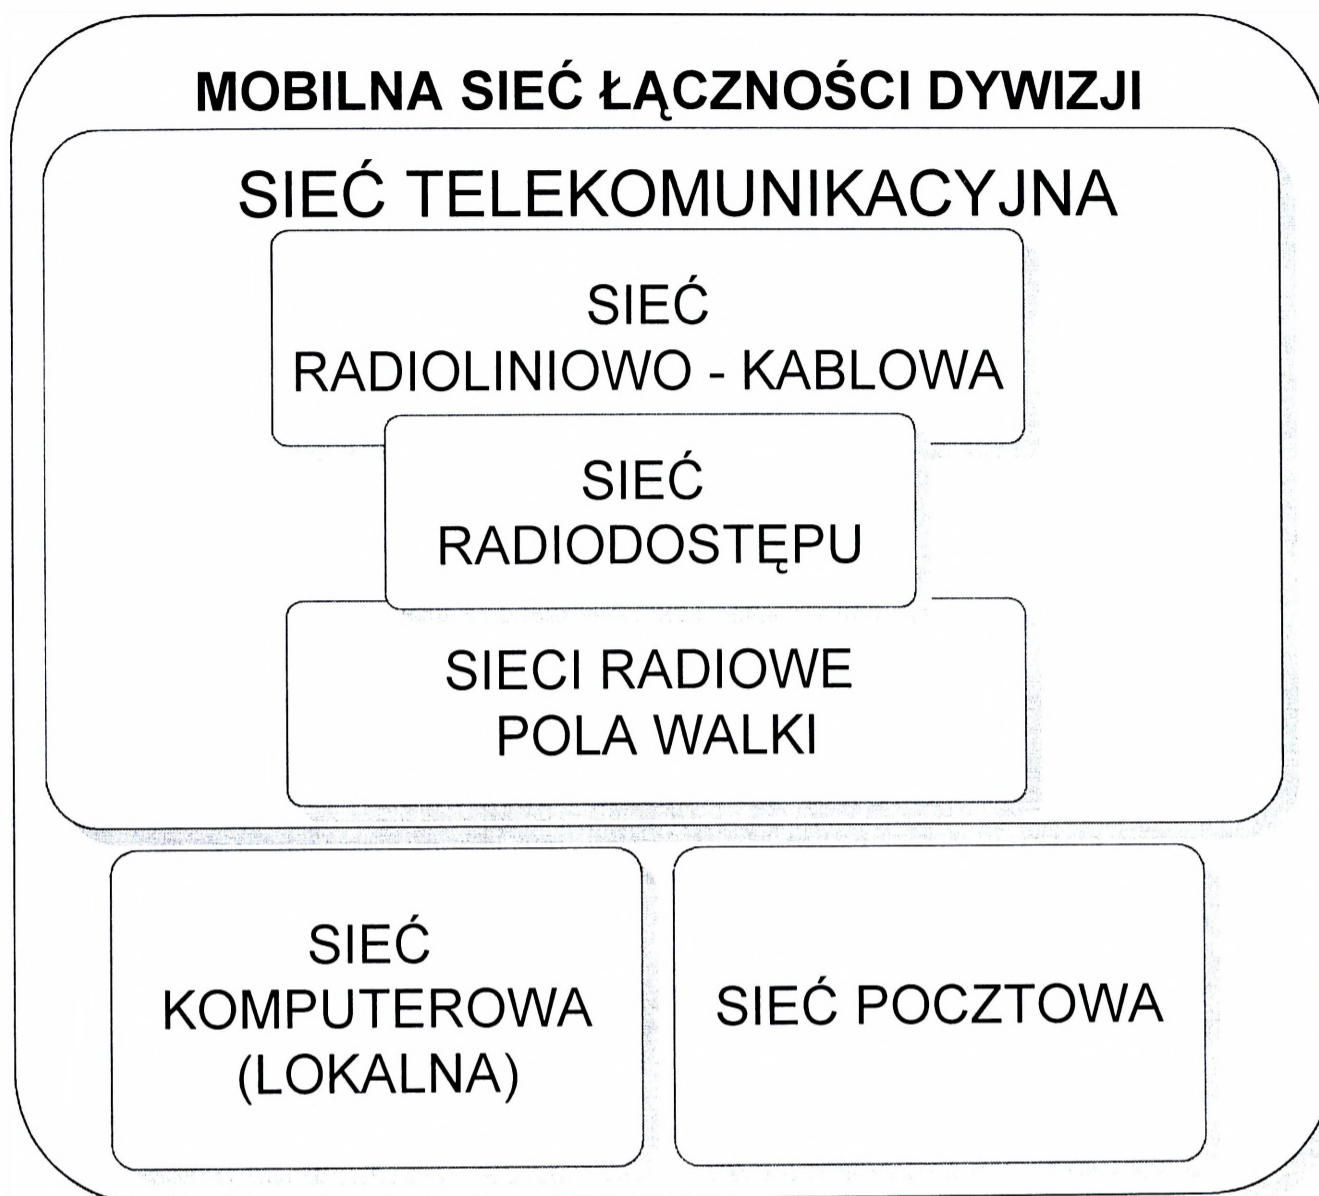 MOBILNA SIEĆ ŁĄCZNOŚCI DYWIZJI
SIEĆ TELEKOMUNIKACYJNA
SIEĆ
RADIOLINIOWO - KABLOWA
SIEĆ
RADIODOSTĘPU
SIECI RADIOWE
POLA WALKI
SIEĆ
KOMPUTEROWA
(LOKALNA)
SIEĆ POCZTOWA